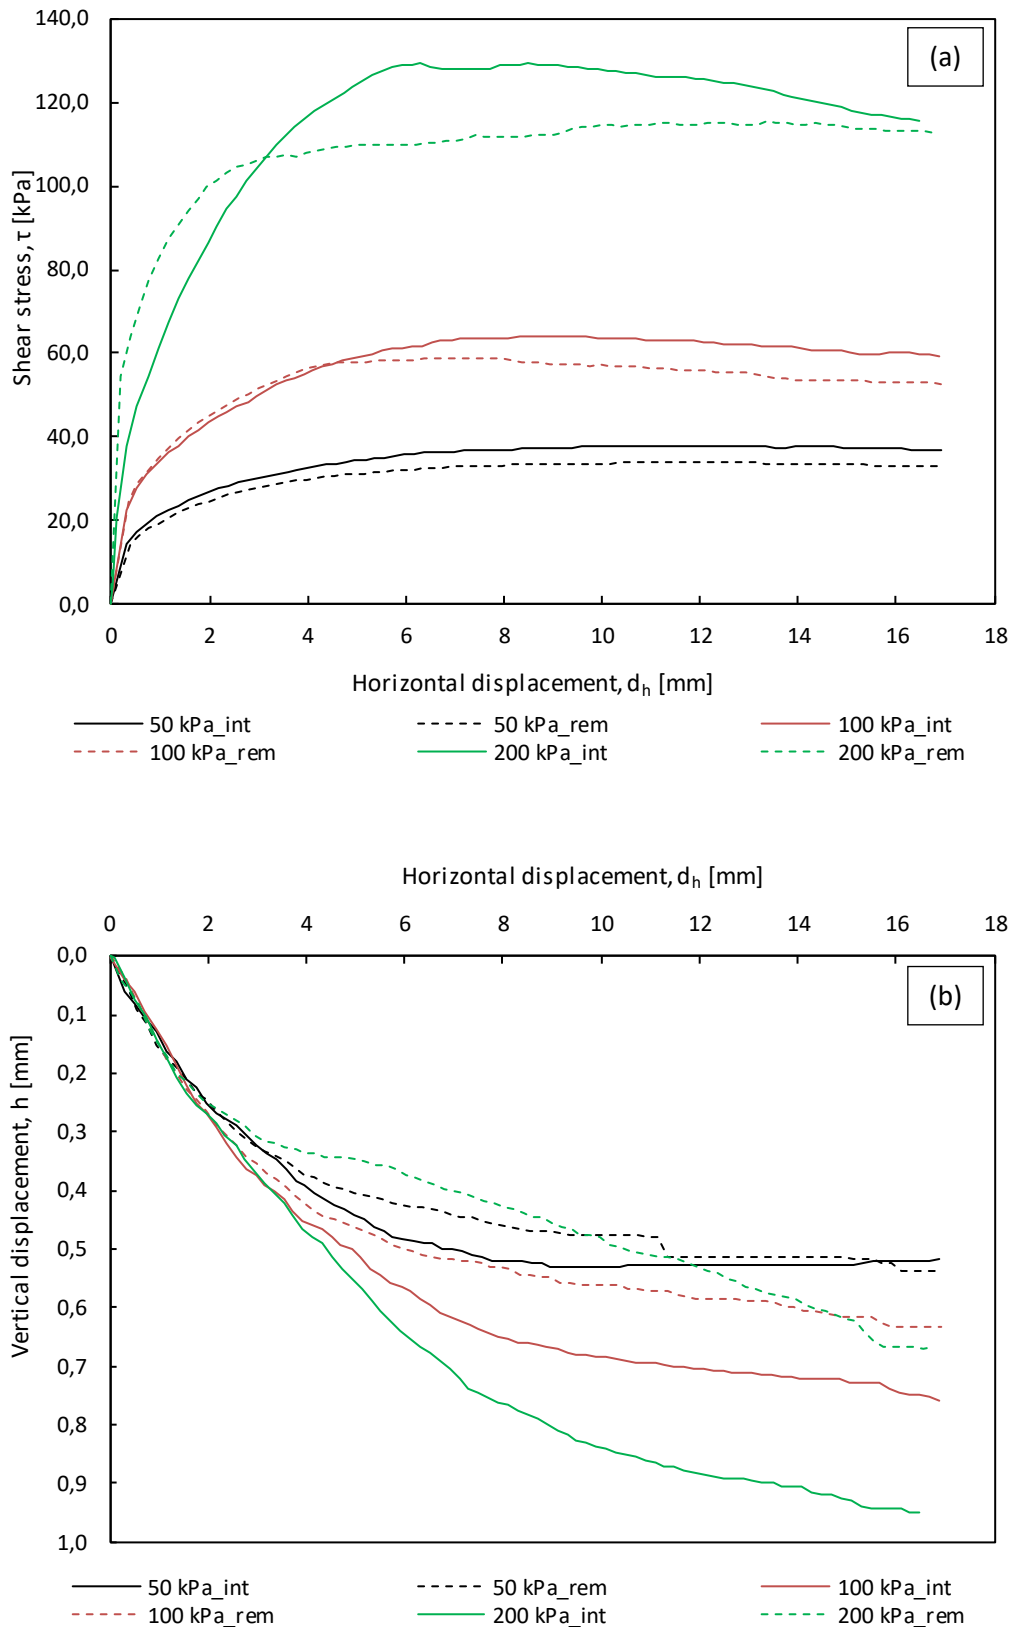 140,0
(a)
120,0
100,0
80,0
60,0
40,0
20,0
0,0
Shear stress, τ [kPa]
0 2 4 6 8 10 12 14 16 18
Horizontal displacement, dₕ [mm]
50 kPa_int 50 kPa_rem 100 kPa_int
100 kPa_rem 200 kPa_int 200 kPa_rem
Horizontal displacement, dₕ [mm]
0 2 4 6 8 10 12 14 16 18
0,0
(b)
0,1
0,2
0,3
0,4
0,5
0,6
0,7
0,8
0,9
1,0
Vertical displacement, h [mm]
50 kPa_int 50 kPa_rem 100 kPa_int
100 kPa_rem 200 kPa_int 200 kPa_rem